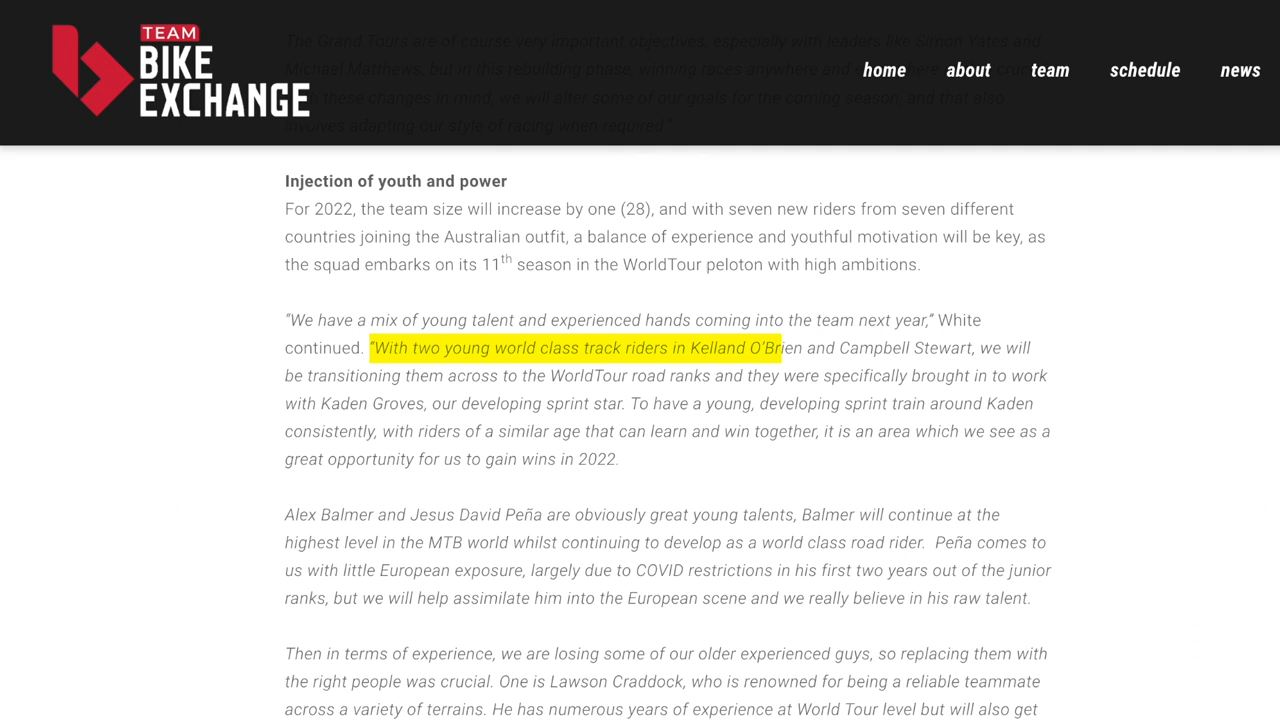 TEAM
BIKE
EXCHANGE
home about team schedule news
The Grand Tours are of course very important objectives, especially with leaders like Simon Yates and
Michael Matthews, but in this rebuilding phase, winning races anywhere and
these changes in mind, we will alter some of our goals for the coming season, and that also
involves adapting our style of racing when required.”
Injection of youth and power
For 2022, the team size will increase by one (28), and with seven new riders from seven different
countries joining the Australian outfit, a balance of experience and youthful motivation will be key, as
the squad embarks on its 11th season in the WorldTour peloton with high ambitions.
"We have a mix of young talent and experienced hands coming into the team next year,” White
continued. “With two young world class track riders in Kelland O’Brien and Campbell Stewart, we will
be transitioning them across to the WorldTour road ranks and they were specifically brought in to work
with Kaden Groves, our developing sprint star. To have a young, developing sprint train around Kaden
consistently, with riders of a similar age that can learn and win together, it is an area which we see as a
great opportunity for us to gain wins in 2022.
Alex Balmer and Jesus David Peña are obviously great young talents, Balmer will continue at the
highest level in the MTB world whilst continuing to develop as a world class road rider.  Peña comes to
us with little European exposure, largely due to COVID restrictions in his first two years out of the junior
ranks, but we will help assimilate him into the European scene and we really believe in his raw talent.
Then in terms of experience, we are losing some of our older experienced guys, so replacing them with
the right people was crucial. One is Lawson Craddock, who is renowned for being a reliable teammate
across a variety of terrains. He has numerous years of experience at World Tour level but will also get